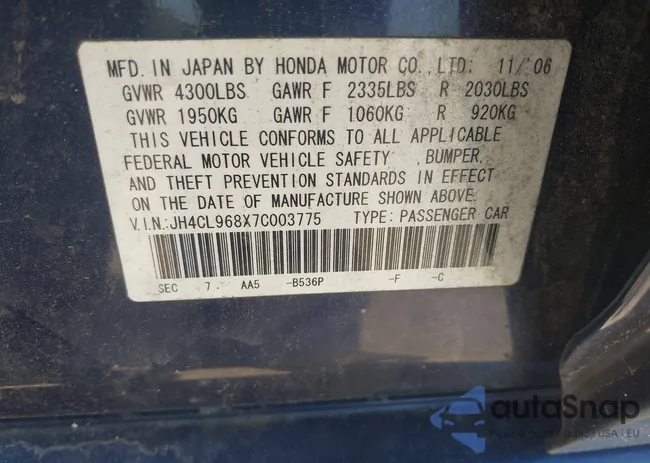 MFD. IN JAPAN BY HONDA MOTOR CO.,LTD: 11/'06
GVWR 4300LBS GAWR F 2335LBS R 2030LBS
GVWR 1950KG GAWR F 1060KG R 920KG
THIS VEHICLE CONFORMS TO ALL APPLICABLE
FEDERAL MOTOR VEHICLE SAFETY ,BUMPER,
AND THEFT PREVENTION STANDARDS IN EFFECT
ON THE DATE OF MANUFACTURE SHOWN ABOVE.
V.I.N.:JH4CL968X7C003775 TYPE: PASSENGER CAR
SEC 7. AA5 -B536P -F -C
autoSnap
USA | EU